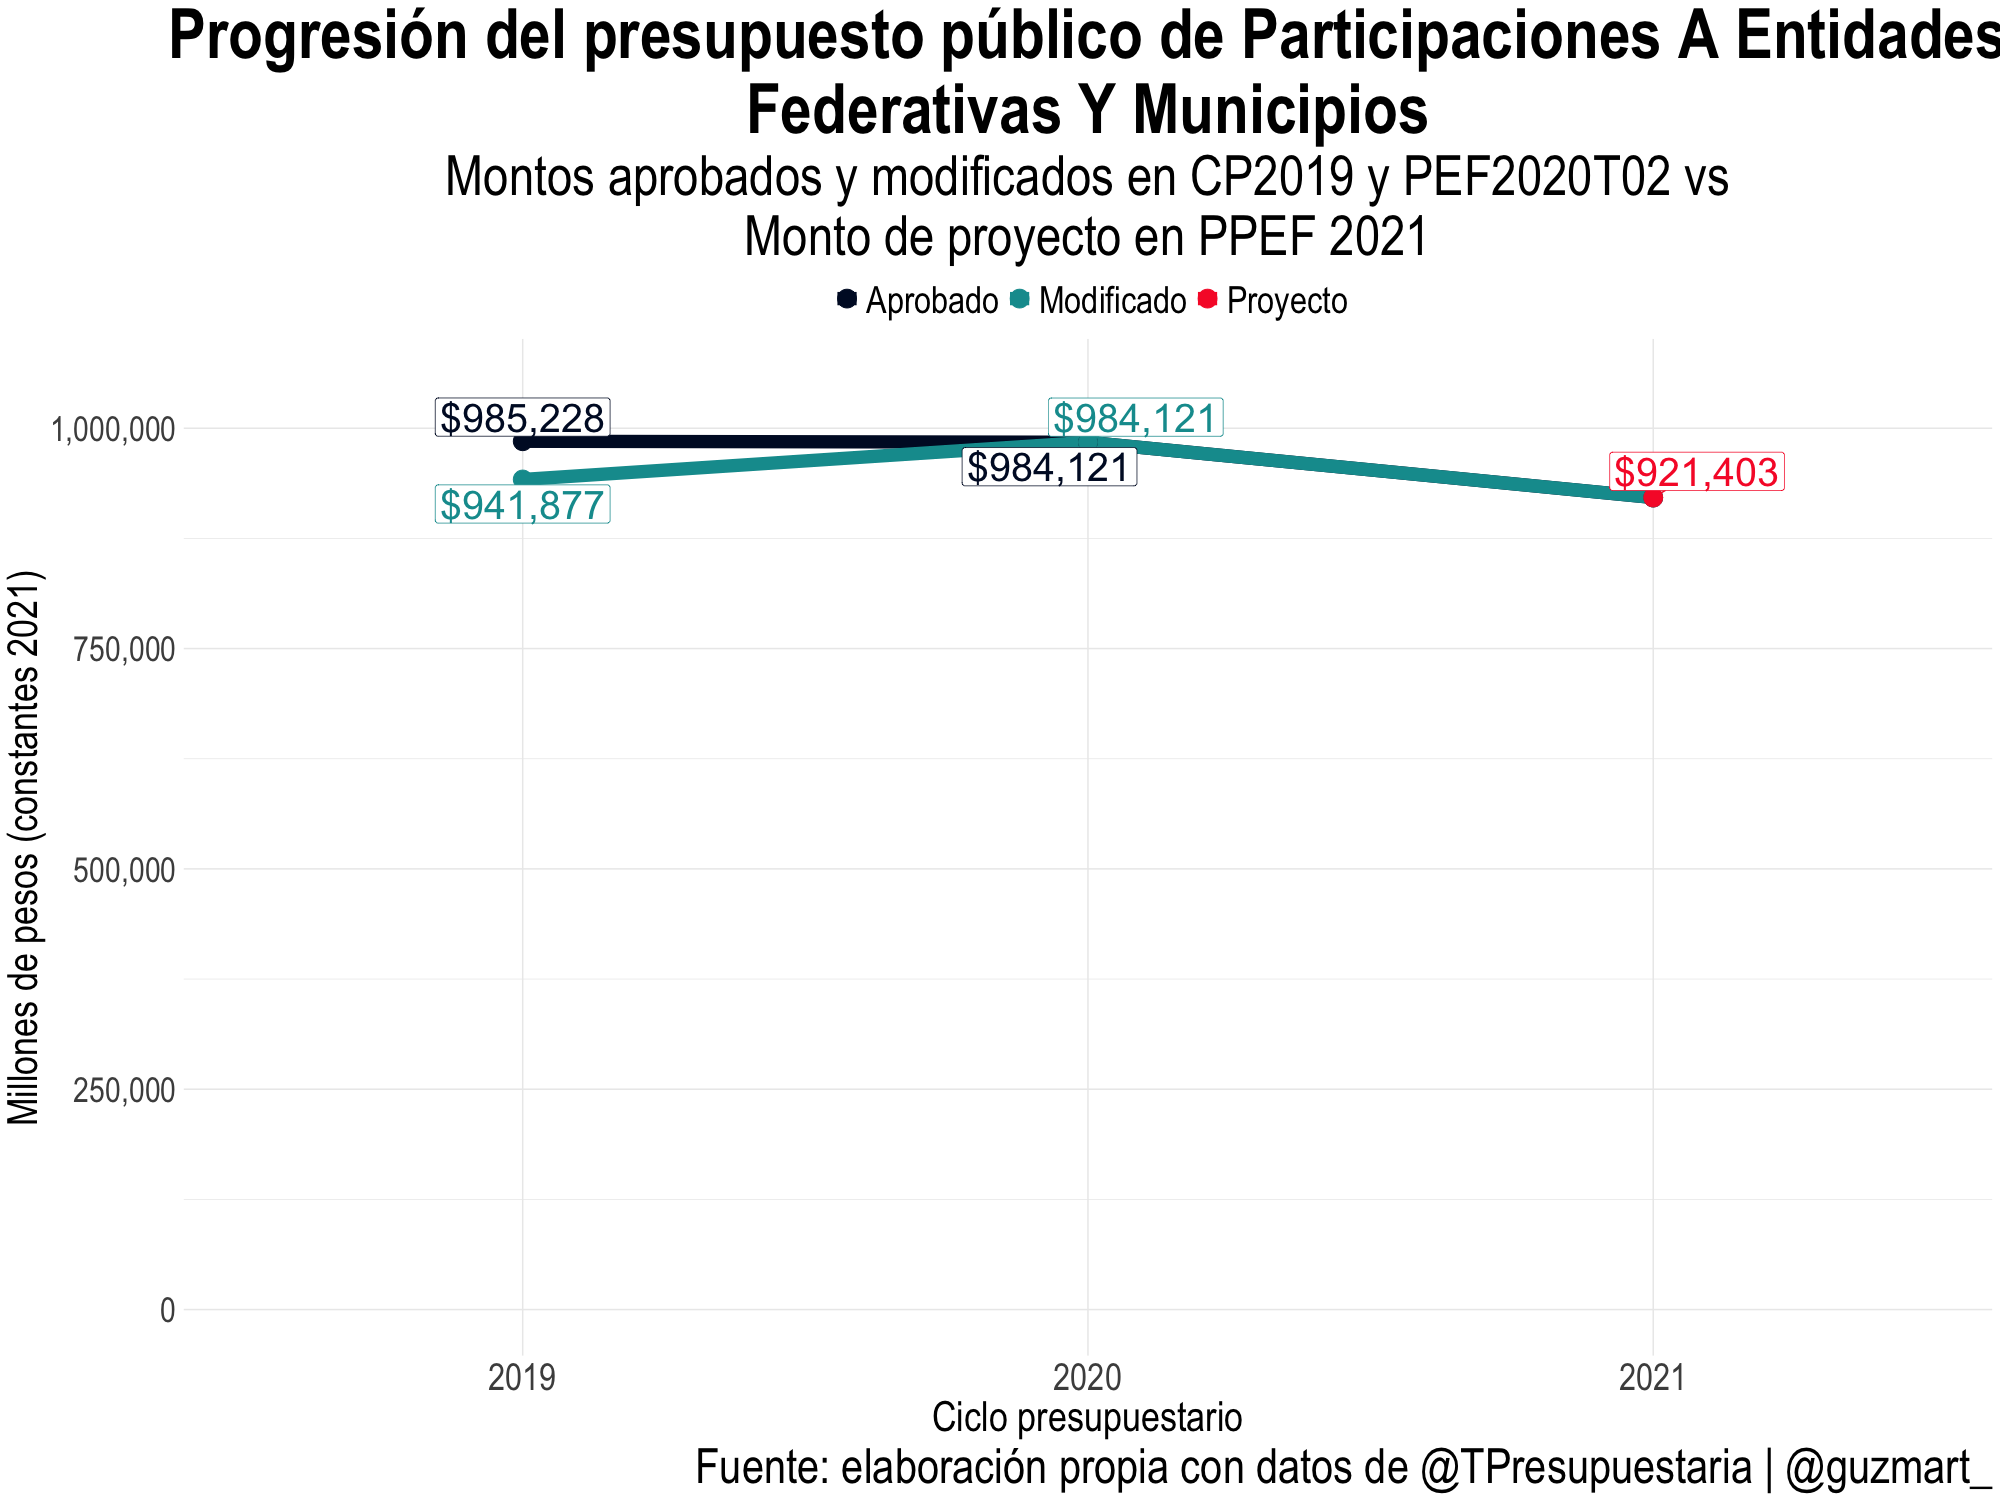 Progresión del presupuesto público de Participaciones A Entidades
Federativas Y Municipios
Montos aprobados y modificados en CP2019 y PEF2020T02 vs
Monto de proyecto en PPEF 2021
Aprobado Modificado Proyecto
$985,228
$984,121
1,000,000
$984,121
$921,403
$941,877
750,000
500,000
250,000
0
Millones de pesos (constantes 2021)
2019 2020 2021
Ciclo presupuestario
Fuente: elaboración propia con datos de @TPresupuestaria | @guzmart_